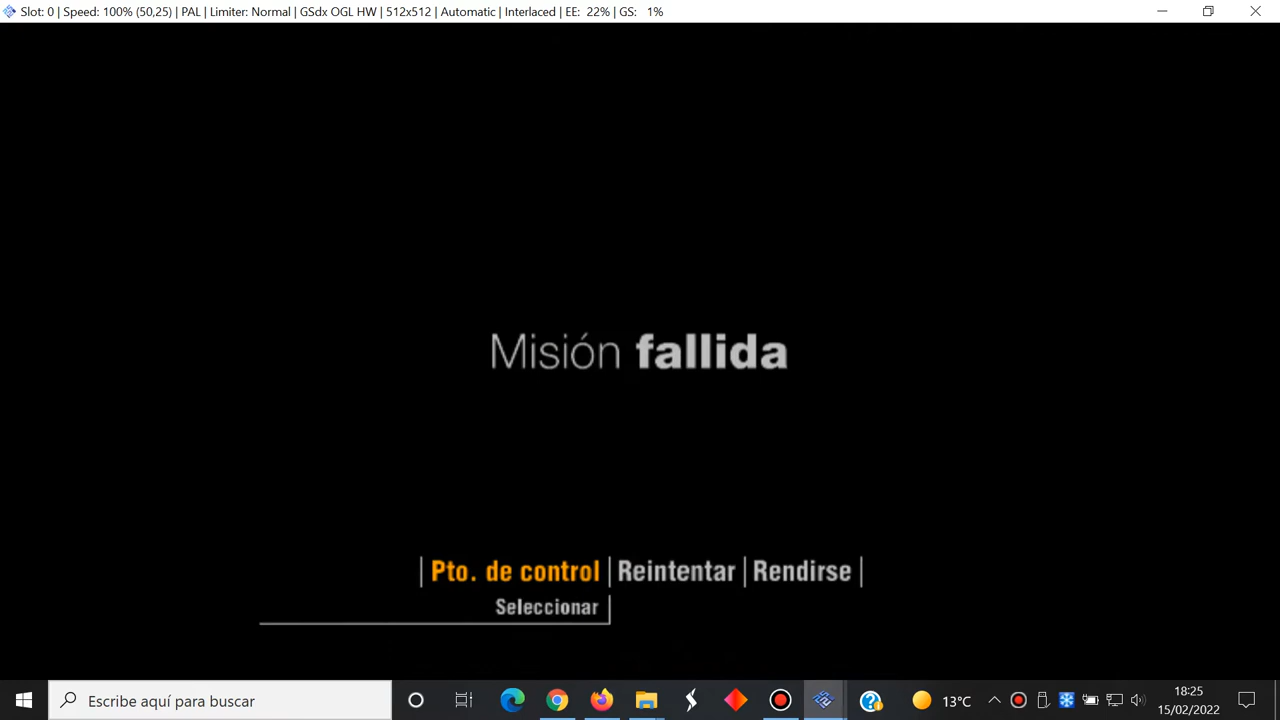 Slot: 0 | Speed: 100% (50,25) | PAL | Limiter: Normal | GSdx OGL HW | 512x512 | Automatic | Interlaced | EE:  22% | GS:   1%
Misión fallida
| Pto. de control | Reintentar | Rendirse |
Seleccionar
Escribe aquí para buscar
13°C
18:25
15/02/2022